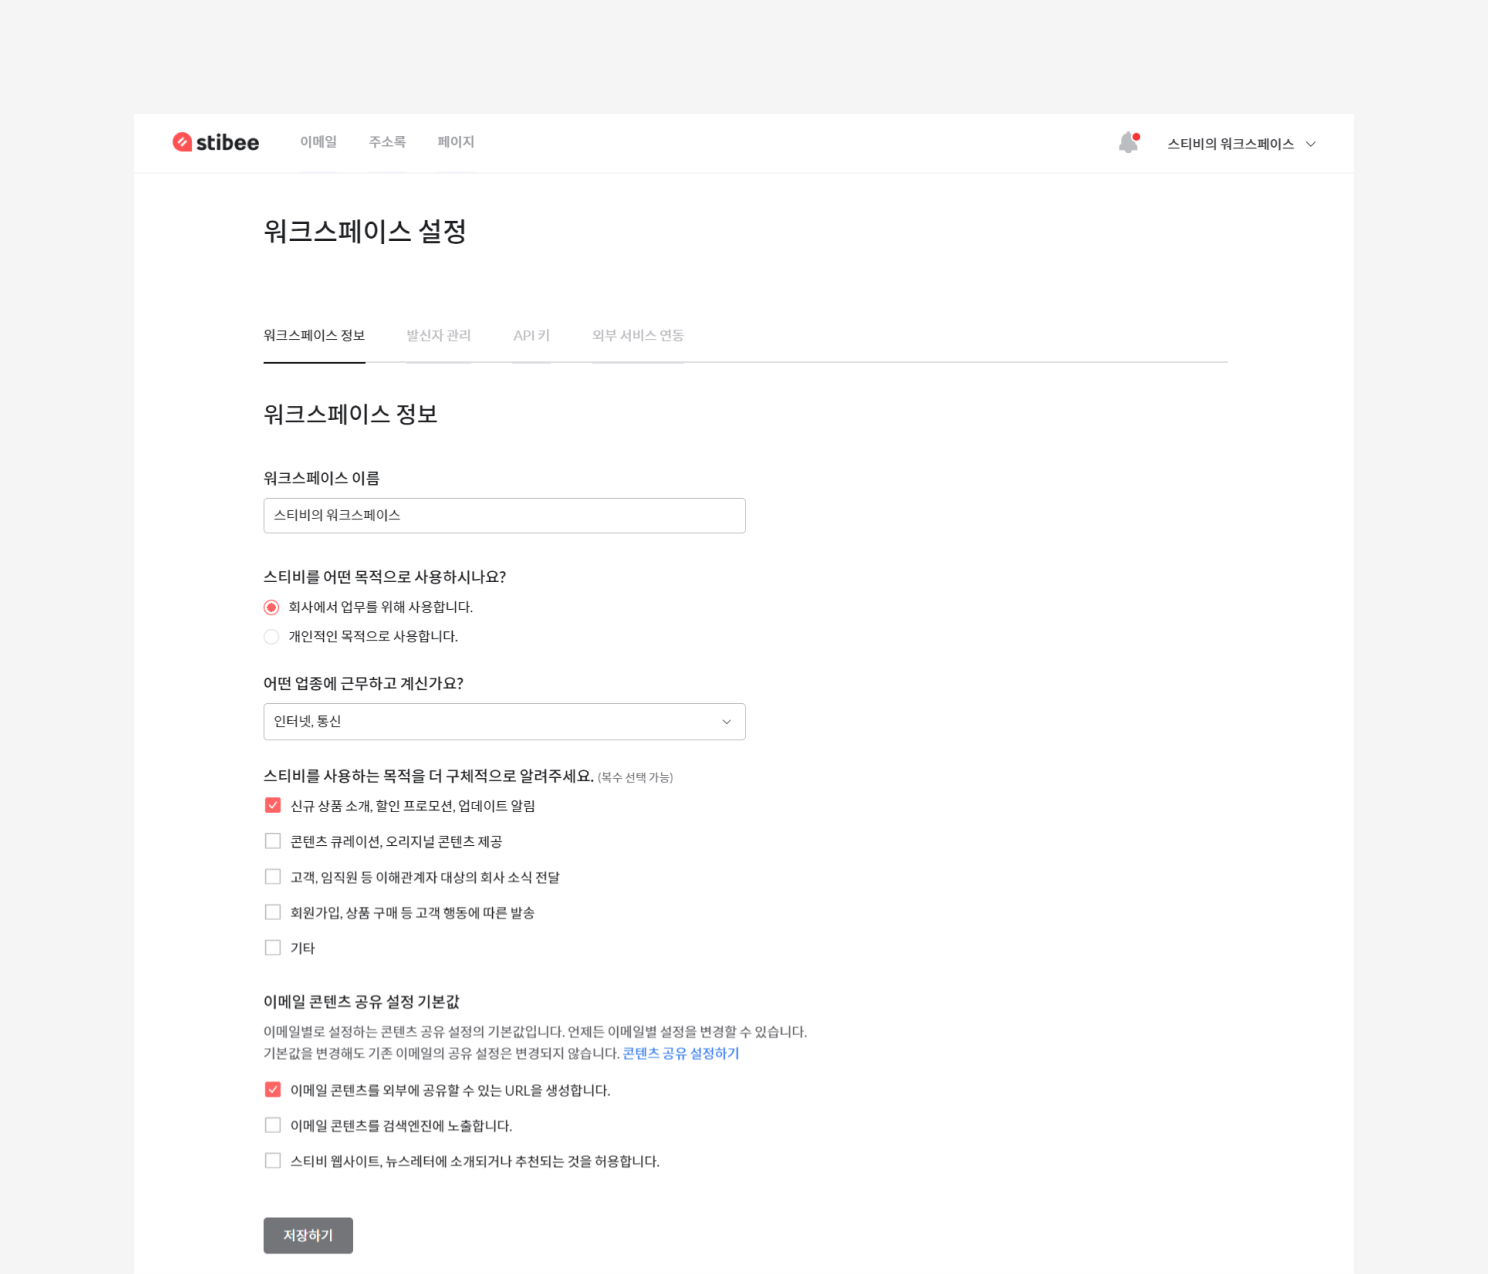 stibee
이메일 주소록 페이지
스티비의 워크스페이스
워크스페이스 설정
워크스페이스 정보 발신자 관리 API 키 외부 서비스 연동
워크스페이스 정보
워크스페이스 이름
스티비의 워크스페이스
스티비를 어떤 목적으로 사용하시나요?
회사에서 업무를 위해 사용합니다.
개인적인 목적으로 사용합니다.
어떤 업종에 근무하고 계신가요?
인터넷, 통신
스티비를 사용하는 목적을 더 구체적으로 알려주세요. (복수 선택 가능)
신규 상품 소개, 할인 프로모션, 업데이트 알림
콘텐츠 큐레이션, 오리지널 콘텐츠 제공
고객, 임직원 등 이해관계자 대상의 회사 소식 전달
회원가입, 상품 구매 등 고객 행동에 따른 발송
기타
이메일 콘텐츠 공유 설정 기본값
이메일별로 설정하는 콘텐츠 공유 설정의 기본값입니다. 언제든 이메일별 설정을 변경할 수 있습니다.
기본값을 변경해도 기존 이메일의 공유 설정은 변경되지 않습니다. 콘텐츠 공유 설정하기
이메일 콘텐츠를 외부에 공유할 수 있는 URL을 생성합니다.
이메일 콘텐츠를 검색엔진에 노출합니다.
스티비 웹사이트, 뉴스레터에 소개되거나 추천되는 것을 허용합니다.
저장하기